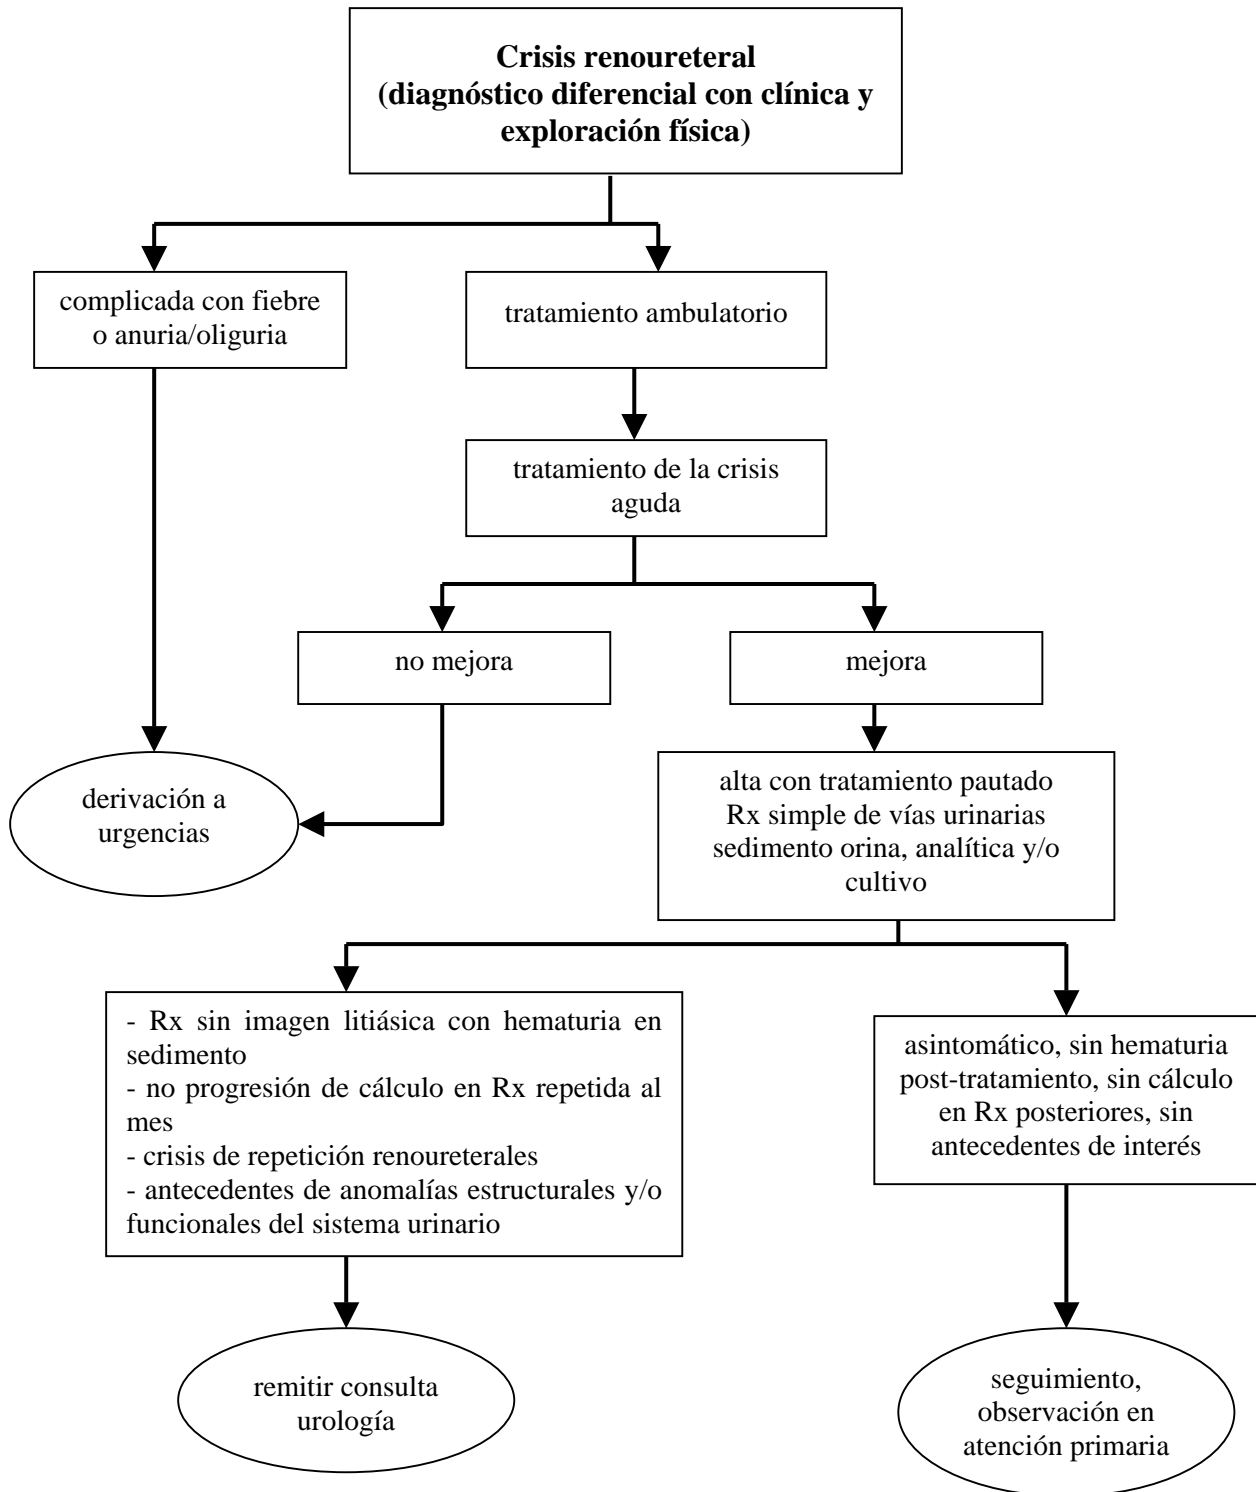 Crisis renoureteral
(diagnóstico diferencial con clínica y
exploración física)
complicada con fiebre
o anuria/oliguria
tratamiento ambulatorio
tratamiento de la crisis
aguda
no mejora
mejora
derivación a
urgencias
alta con tratamiento pautado
Rx simple de vías urinarias
sedimento orina, analítica y/o
cultivo
- Rx sin imagen litiásica con hematuria en
sedimento
- no progresión de cálculo en Rx repetida al
mes
- crisis de repetición renoureterales
- antecedentes de anomalías estructurales y/o
funcionales del sistema urinario
asintomático, sin hematuria
post-tratamiento, sin cálculo
en Rx posteriores, sin
antecedentes de interés
remitir consulta
urología
seguimiento,
observación en
atención primaria